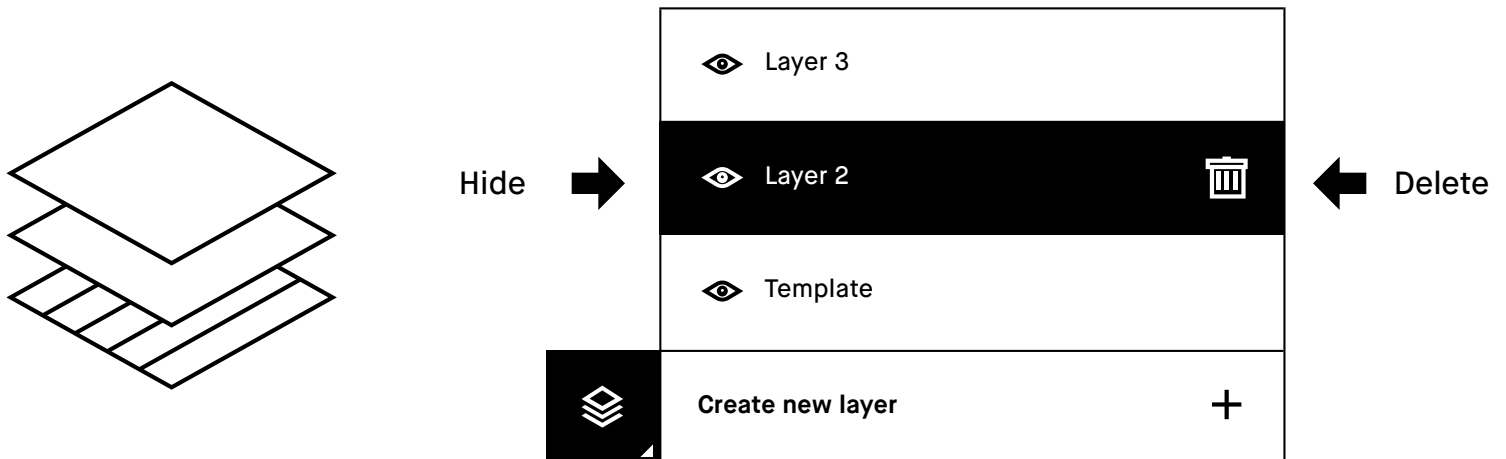 Layer 3
Hide
Layer 2
Delete
Template
Create new layer